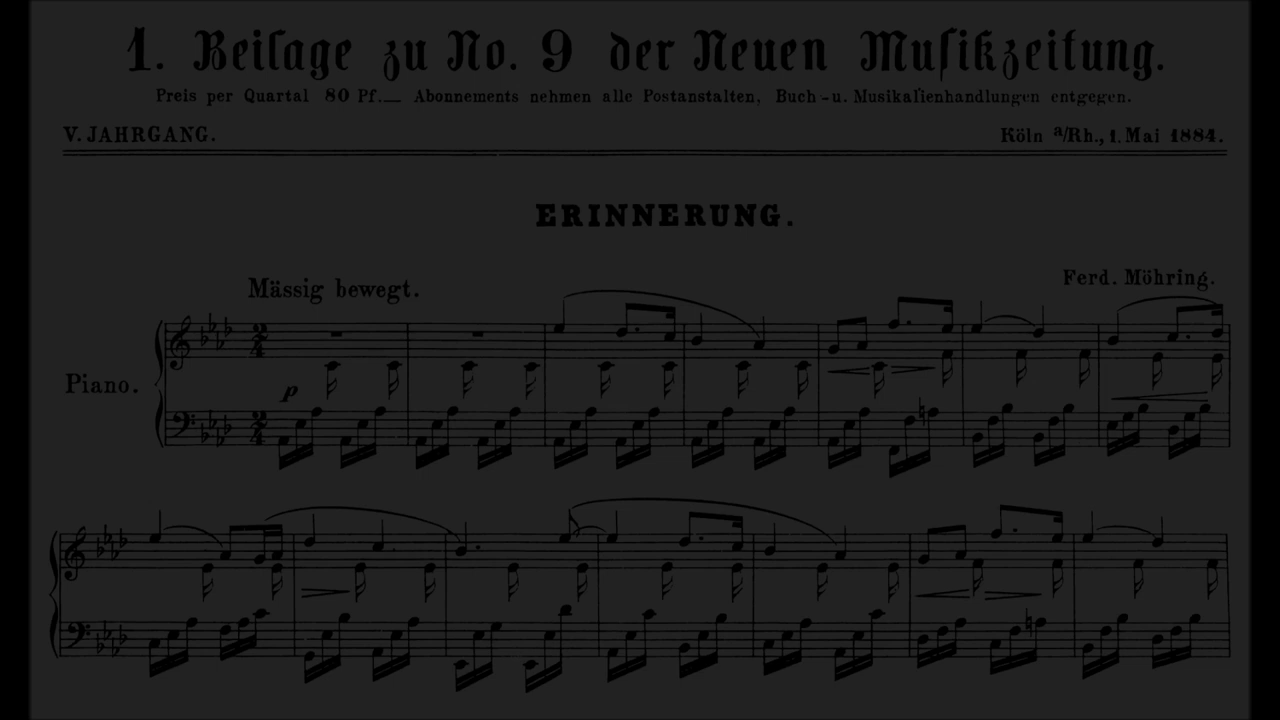 1. Beilage zu No. 9 der Neuen Musikzeitung.
Preis per Quartal 80 Pf.— Abonnements nehmen alle Postanstalten, Buch-u. Musikalienhandlungen entgegen.
V. JAHRGANG.
Köln a/Rh., 1. Mai 1884.
ERINNERUNG.
Ferd. Möhring.
Mässig bewegt.
Piano.
p